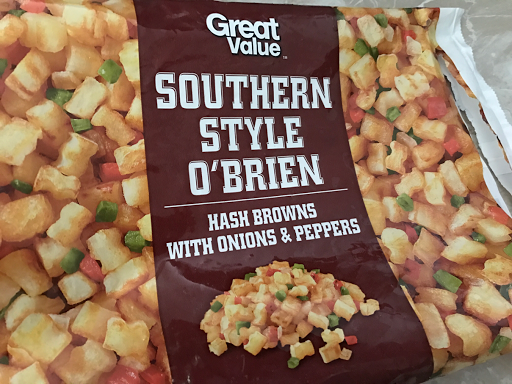 Great
Value
SOUTHERN
STYLE
O'BRIEN
HASH BROWNS
WITH ONIONS & PEPPERS